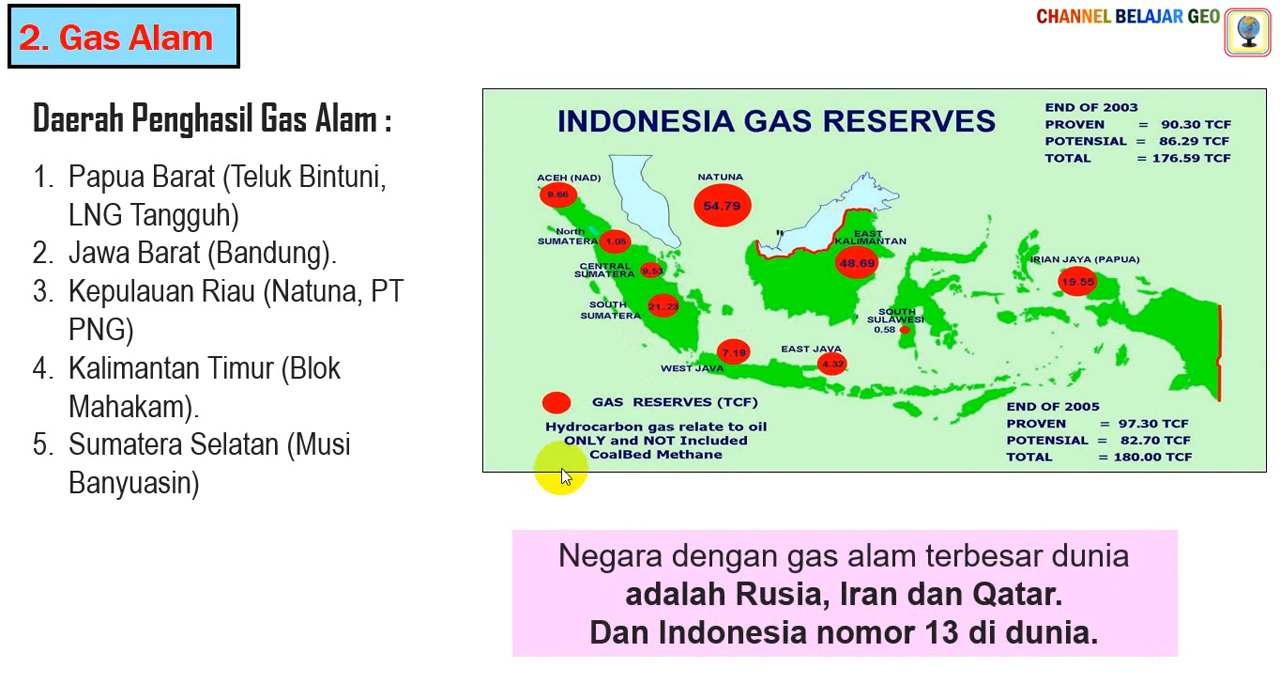 2. Gas Alam
CHANNEL BELAJAR GEO
Daerah Penghasil Gas Alam :
1. Papua Barat (Teluk Bintuni,
LNG Tangguh)
2. Jawa Barat (Bandung).
3. Kepulauan Riau (Natuna, PT
PNG)
4. Kalimantan Timur (Blok
Mahakam).
5. Sumatera Selatan (Musi
Banyuasin)
INDONESIA GAS RESERVES
END OF 2003
PROVEN = 90.30 TCF
POTENSIAL = 86.29 TCF
TOTAL = 176.59 TCF
ACEH (NAD)
9.66
NATUNA
54.79
North
SUMATERA
1.05
CENTRAL
SUMATERA
9.53
SOUTH
SUMATERA
21.23
EAST
KALIMANTAN
48.69
IRIAN JAYA (PAPUA)
19.55
SOUTH
SULAWESI
0.58
WEST JAVA
7.19
EAST JAVA
4.32
GAS RESERVES (TCF)
Hydrocarbon gas relate to oil
ONLY and NOT Included
CoalBed Methane
END OF 2005
PROVEN = 97.30 TCF
POTENSIAL = 82.70 TCF
TOTAL = 180.00 TCF
Negara dengan gas alam terbesar dunia
adalah Rusia, Iran dan Qatar.
Dan Indonesia nomor 13 di dunia.